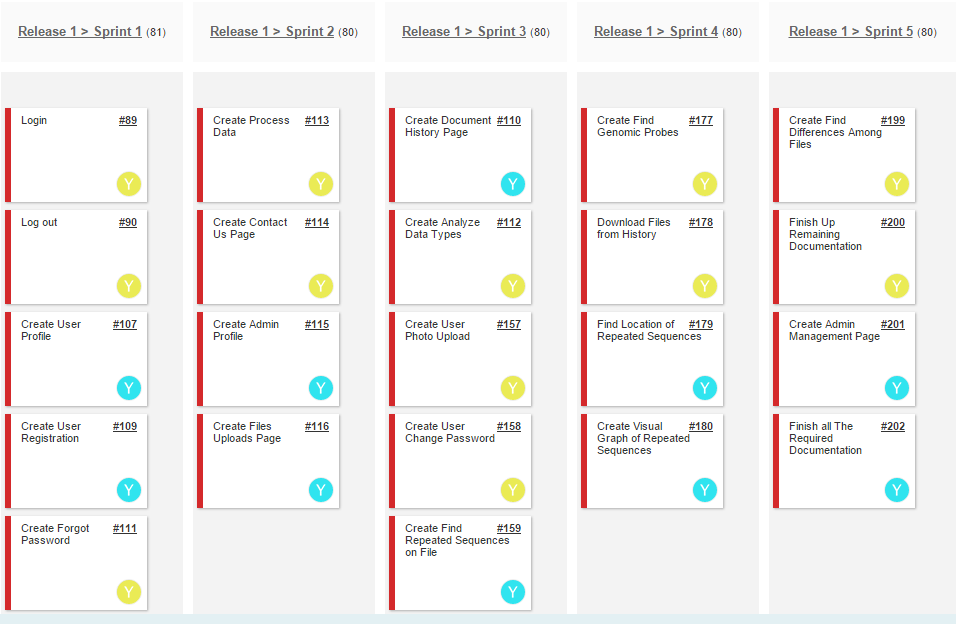 Release 1 > Sprint 1 (81)
Login #89
Y
Log out #90
Y
Create User #107
Profile
Y
Create User #109
Registration
Y
Create Forgot #111
Password
Y
Release 1 > Sprint 2 (80)
Create Process #113
Data
Y
Create Contact #114
Us Page
Y
Create Admin #115
Profile
Y
Create Files #116
Uploads Page
Y
Release 1 > Sprint 3 (80)
Create Document #110
History Page
Y
Create Analyze #112
Data Types
Y
Create User #157
Photo Upload
Y
Create User #158
Change Password
Y
Create Find #159
Repeated Sequences
on File
Y
Release 1 > Sprint 4 (80)
Create Find #177
Genomic Probes
Y
Download Files #178
from History
Y
Find Location of #179
Repeated Sequences
Y
Create Visual #180
Graph of Repeated
Sequences
Y
Release 1 > Sprint 5 (80)
Create Find #199
Differences Among
Files
Y
Finish Up #200
Remaining
Documentation
Y
Create Admin #201
Management Page
Y
Finish all The #202
Required
Documentation
Y